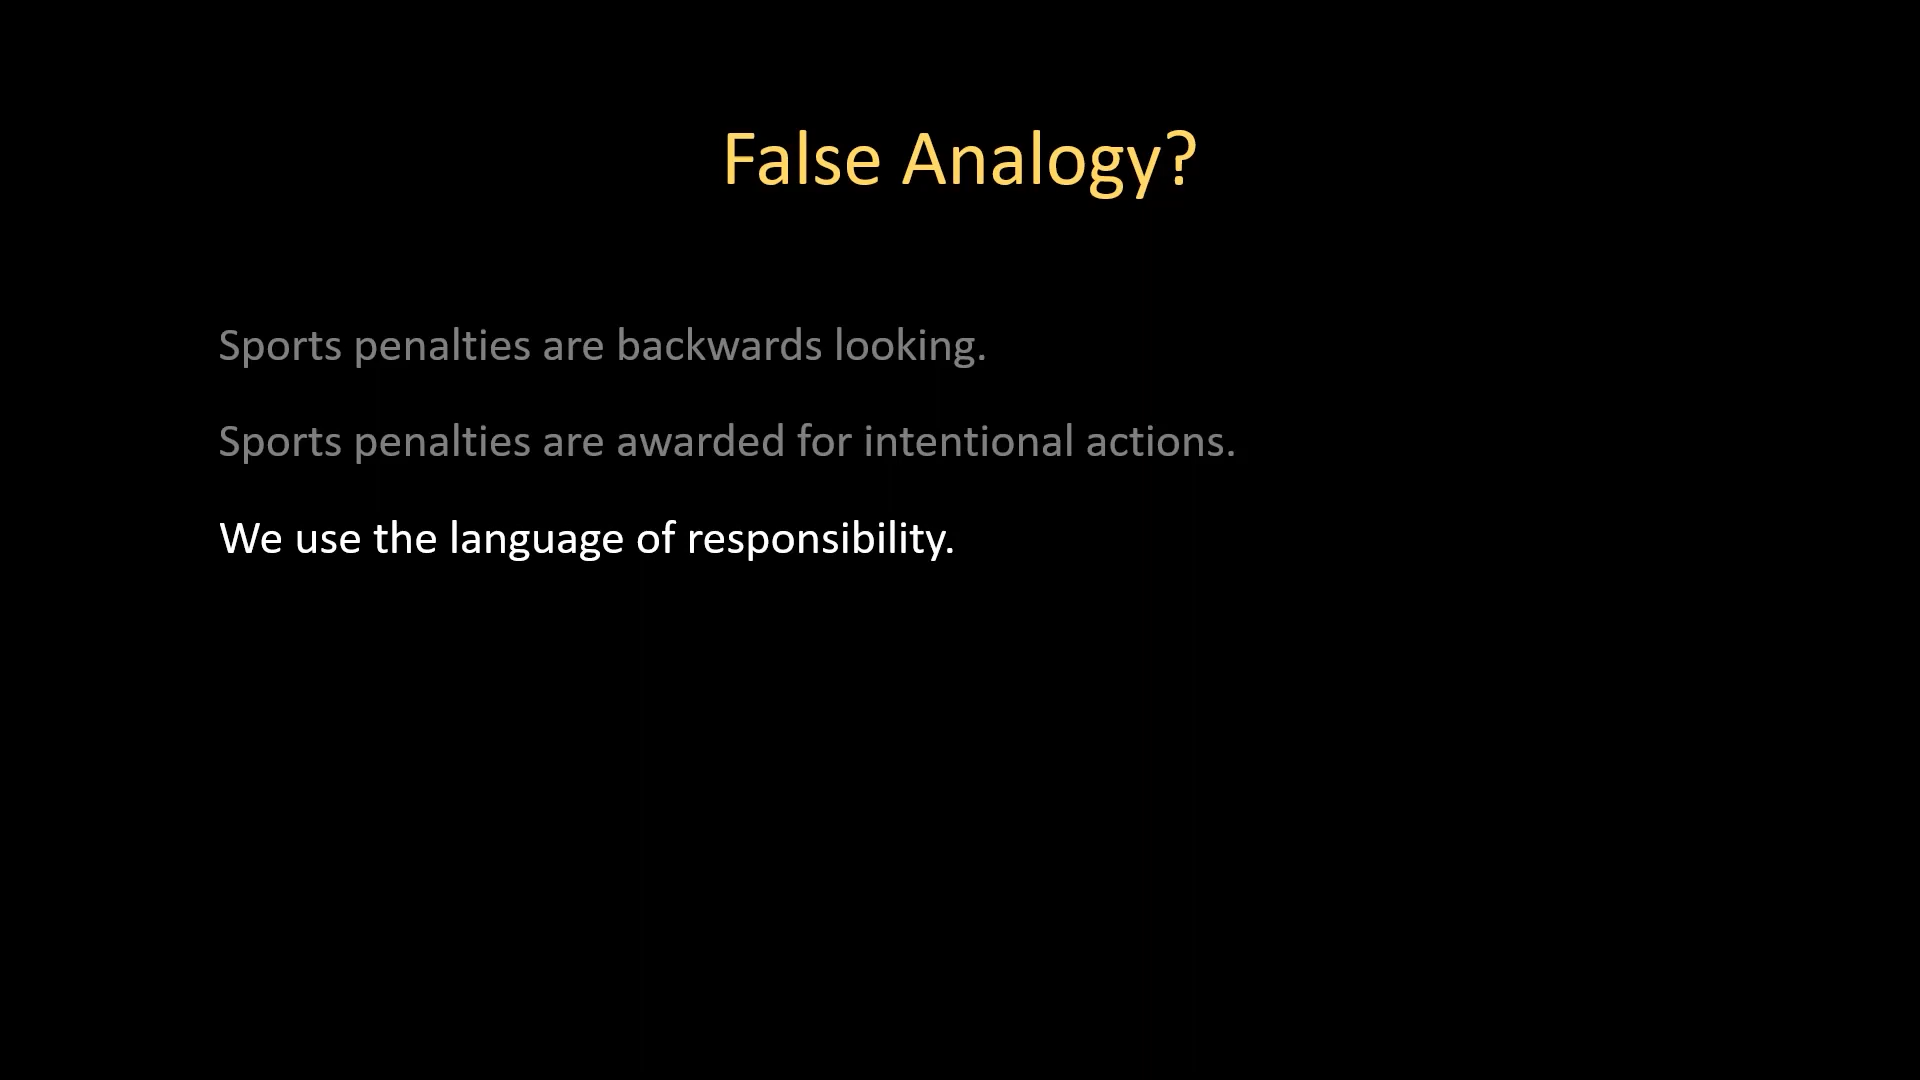 False Analogy?
Sports penalties are backwards looking.
Sports penalties are awarded for intentional actions.
We use the language of responsibility.